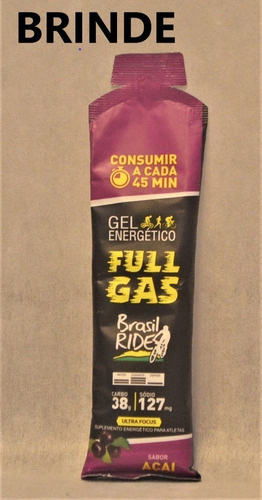 BRINDE
CONSUMIR
A CADA
45 MIN
GEL
ENERGÉTICO
FULL
GAS
Brasil
RIDE
CARBO
38g
SÓDIO
127mg
ULTRA FOCUS
SUPLEMENTO ENERGÉTICO PARA ATLETAS
SABOR
AÇAI